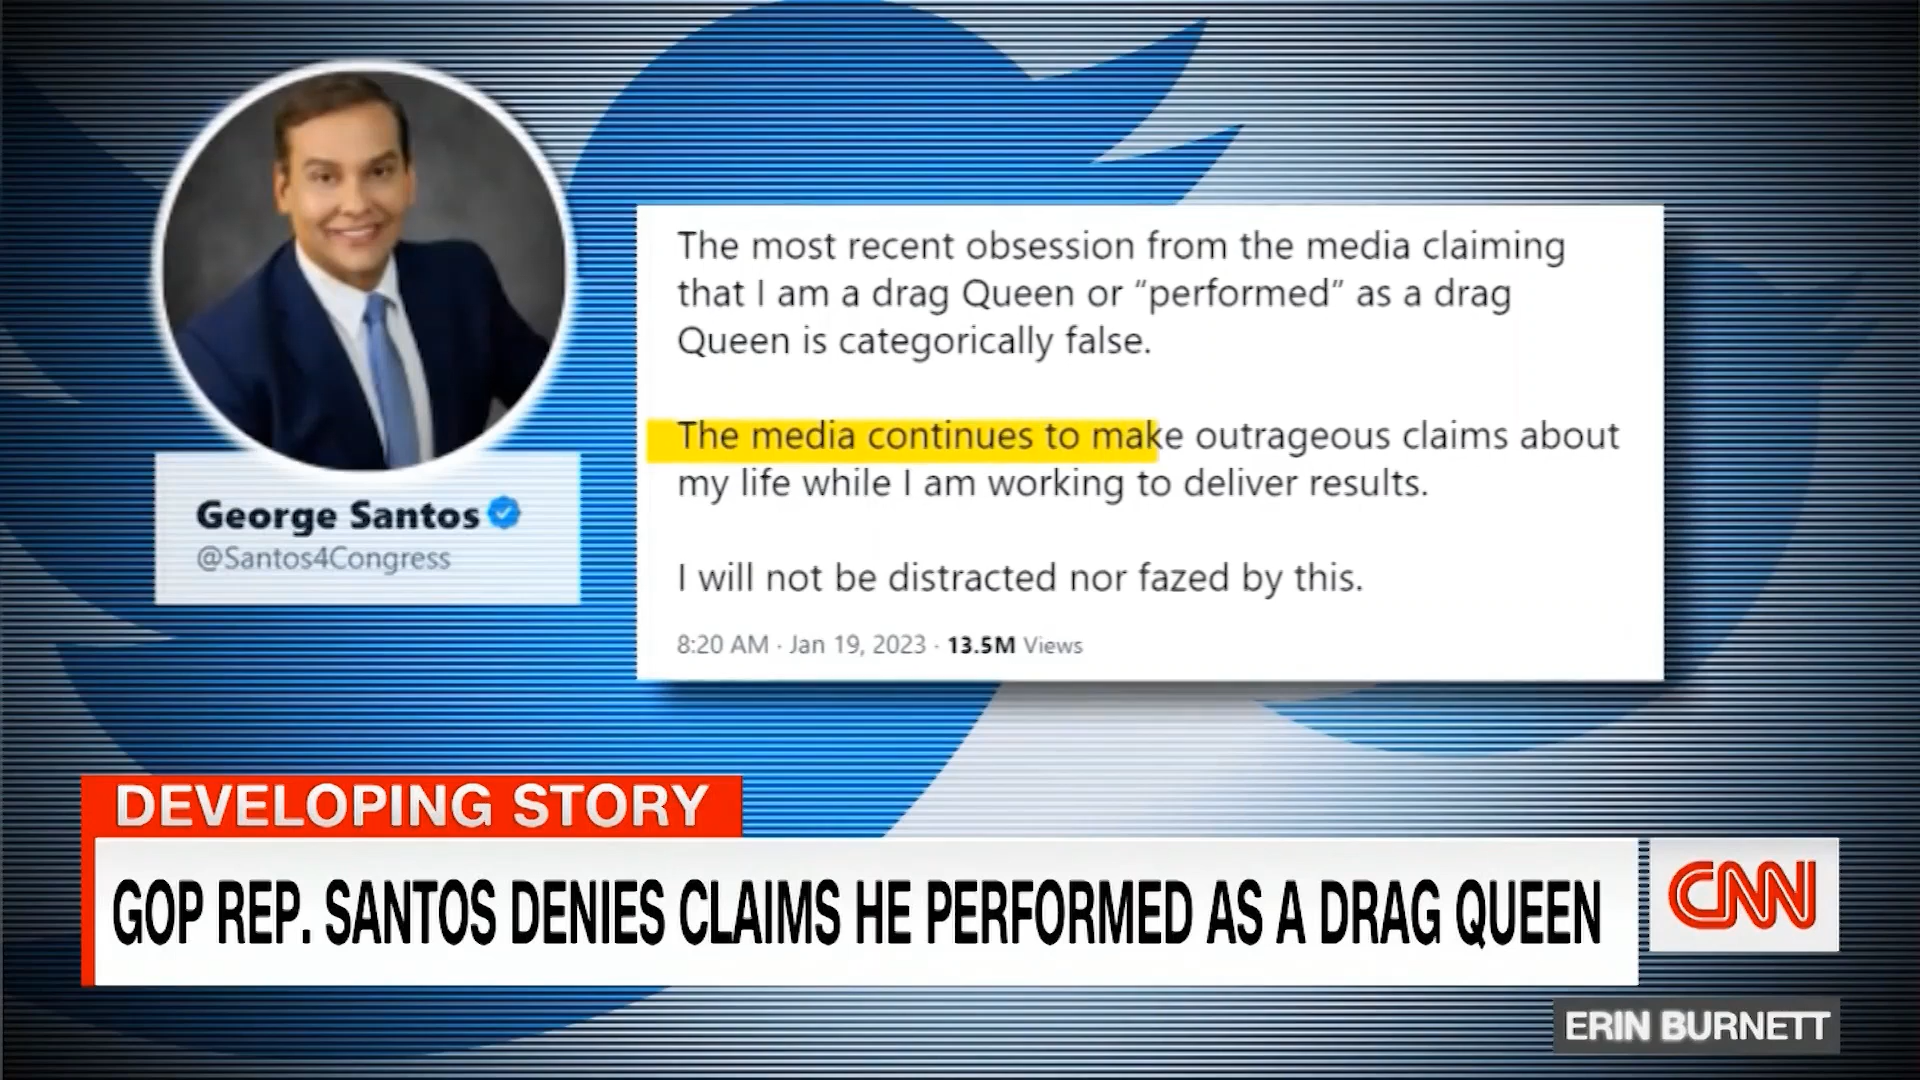 George Santos
@Santos4Congress
The most recent obsession from the media claiming
that I am a drag Queen or “performed” as a drag
Queen is categorically false.
The media continues to make outrageous claims about
my life while I am working to deliver results.
I will not be distracted nor fazed by this.
8:20 AM · Jan 19, 2023 · 13.5M Views
DEVELOPING STORY
GOP REP. SANTOS DENIES CLAIMS HE PERFORMED AS A DRAG QUEEN
CNN
ERIN BURNETT